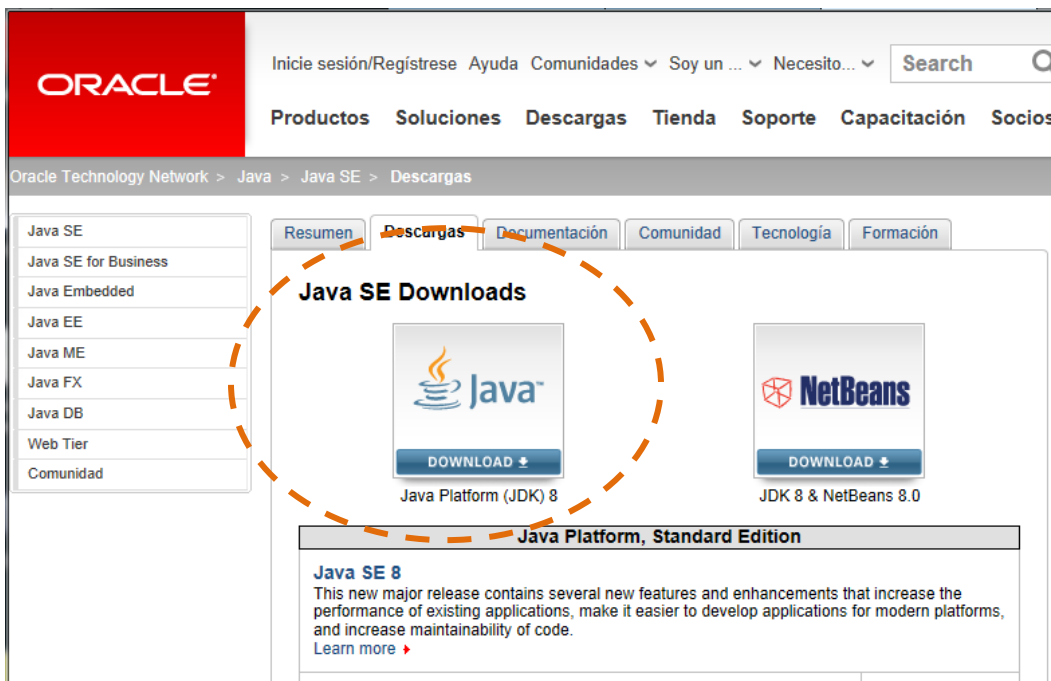 ORACLE
Inicie sesión/Regístrese Ayuda Comunidades Soy un ... Necesito... Search
Productos Soluciones Descargas Tienda Soporte Capacitación Socios
Oracle Technology Network > Java > Java SE > Descargas
Java SE
Java SE for Business
Java Embedded
Java EE
Java ME
Java FX
Java DB
Web Tier
Comunidad
Resumen Descargas Documentación Comunidad Tecnología Formación
Java SE Downloads
Java™
DOWNLOAD
Java Platform (JDK) 8
NetBeans
DOWNLOAD
JDK 8 & NetBeans 8.0
Java Platform, Standard Edition
Java SE 8
This new major release contains several new features and enhancements that increase the
performance of existing applications, make it easier to develop applications for modern platforms,
and increase maintainability of code.
Learn more